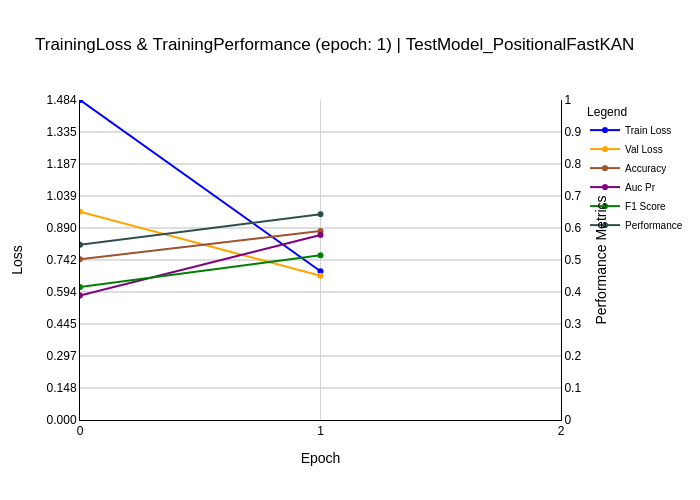 TrainingLoss & TrainingPerformance (epoch: 1) | TestModel_PositionalFastKAN
1.484
1.335
1.187
1.039
0.890
0.742
0.594
0.445
0.297
0.148
0.000
Loss
0
1
2
Epoch
1
0.9
0.8
0.7
0.6
0.5
0.4
0.3
0.2
0.1
0
Performance Metrics
Legend
Train Loss
Val Loss
Accuracy
Auc Pr
F1 Score
Performance